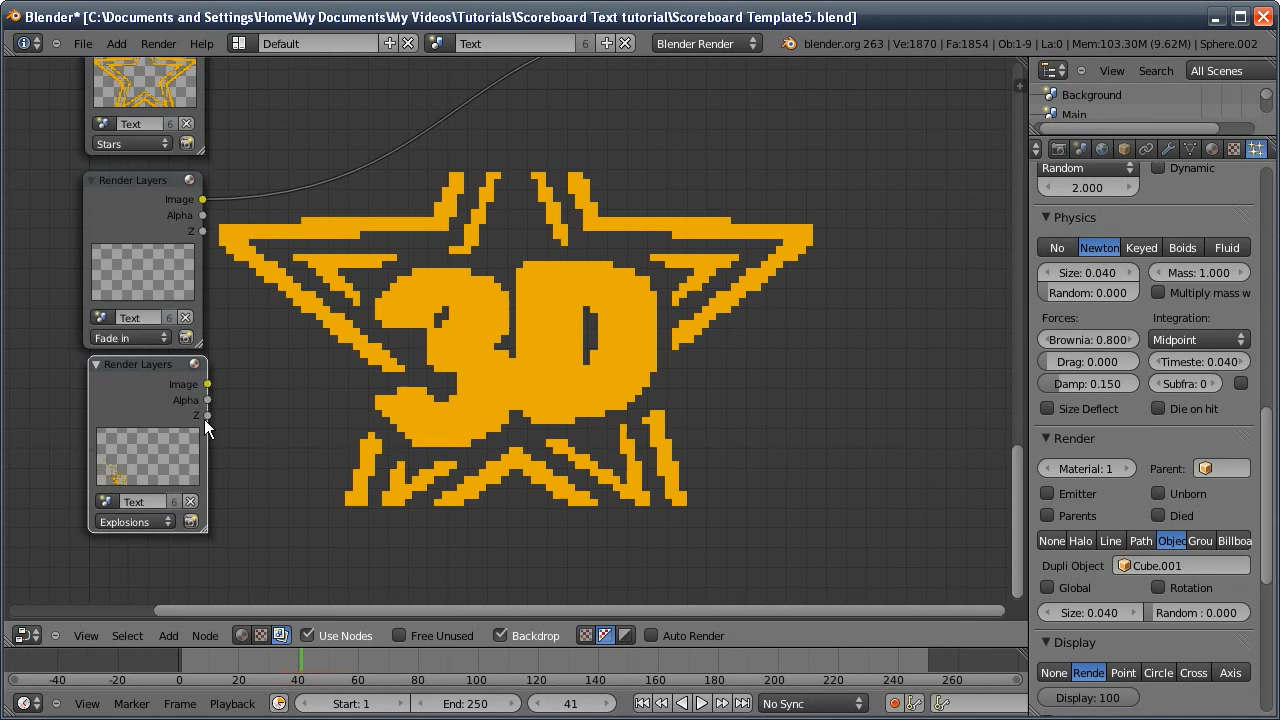 Blender* [C:\Documents and Settings\Home\My Documents\My Videos\Tutorials\Scoreboard Text tutorial\Scoreboard Template5.blend]
File Add Render Help Default Text 6 Blender Render blender.org 263 | Ve:1870 | Fa:1854 | Ob:1-9 | La:0 | Mem:103.30M (9.62M) | Sphere.002
View Search All Scenes
Background
Main
Text 6
Stars
Render Layers
Image
Alpha
Z
Text 6
Fade in
Render Layers
Image
Alpha
Z
Text 6
Explosions
3D
Random Dynamic
2.000
Physics
No Newton Keyed Boids Fluid
Size: 0.040 Mass: 1.000
Random: 0.000 Multiply mass w
Forces: Integration:
Brownia: 0.800 Midpoint
Drag: 0.000 Timeste: 0.040
Damp: 0.150 Subfra: 0
Size Deflect Die on hit
Render
Material: 1 Parent:
Emitter Unborn
Parents Died
None Halo Line Path Objec Grou Billboa
Dupli Object Cube.001
Global Rotation
Size: 0.040 Random : 0.000
Display
None Rende Point Circle Cross Axis
Display: 100
View Select Add Node Use Nodes Free Unused Backdrop Auto Render
-40 -20 0 20 40 60 80 100 120 140 160 180 200 220 240 260
View Marker Frame Playback Start: 1 End: 250 41 No Sync